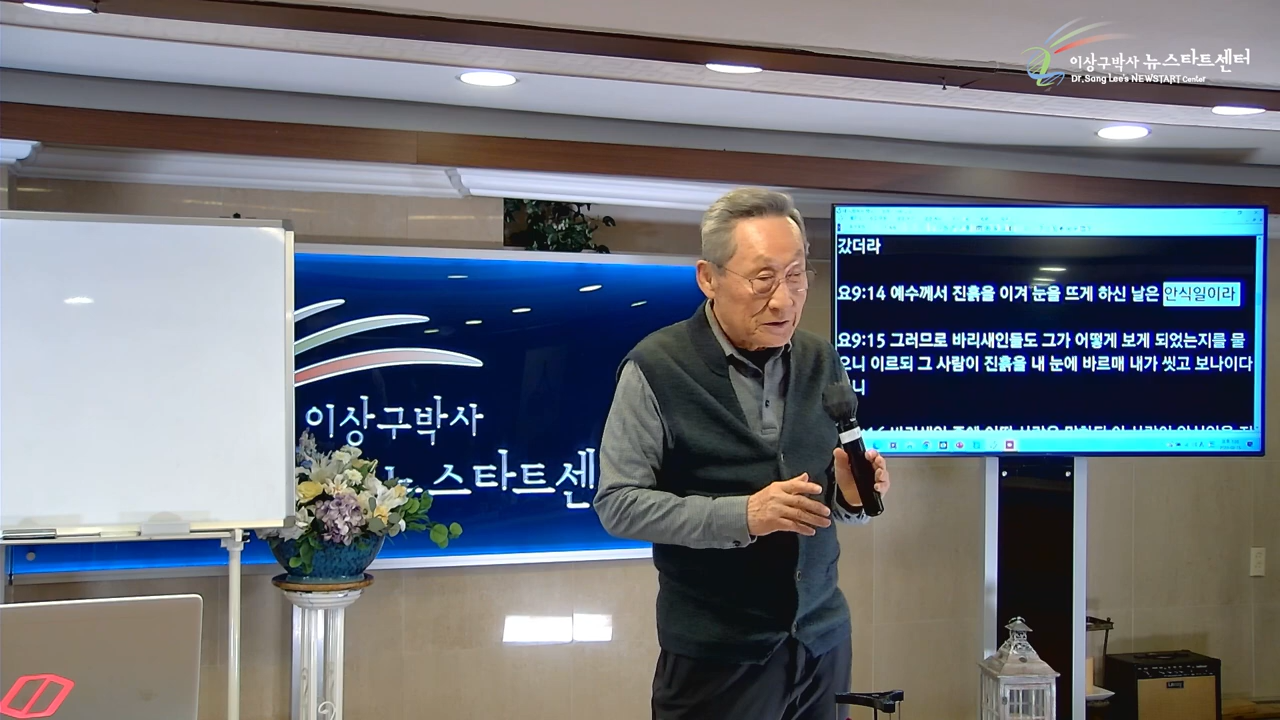 이상구박사 뉴스타트센터
Dr. Sang Lee's NEWSTART Center
갔더라
요9:14 예수께서 진흙을 이겨 눈을 뜨게 하신 날은 안식일이라
요9:15 그러므로 바리새인들도 그가 어떻게 보게 되었는지를 물
으니 이르되 그 사람이 진흙을 내 눈에 바르매 내가 씻고 보나이다
니
이상구박사
뉴스타트센